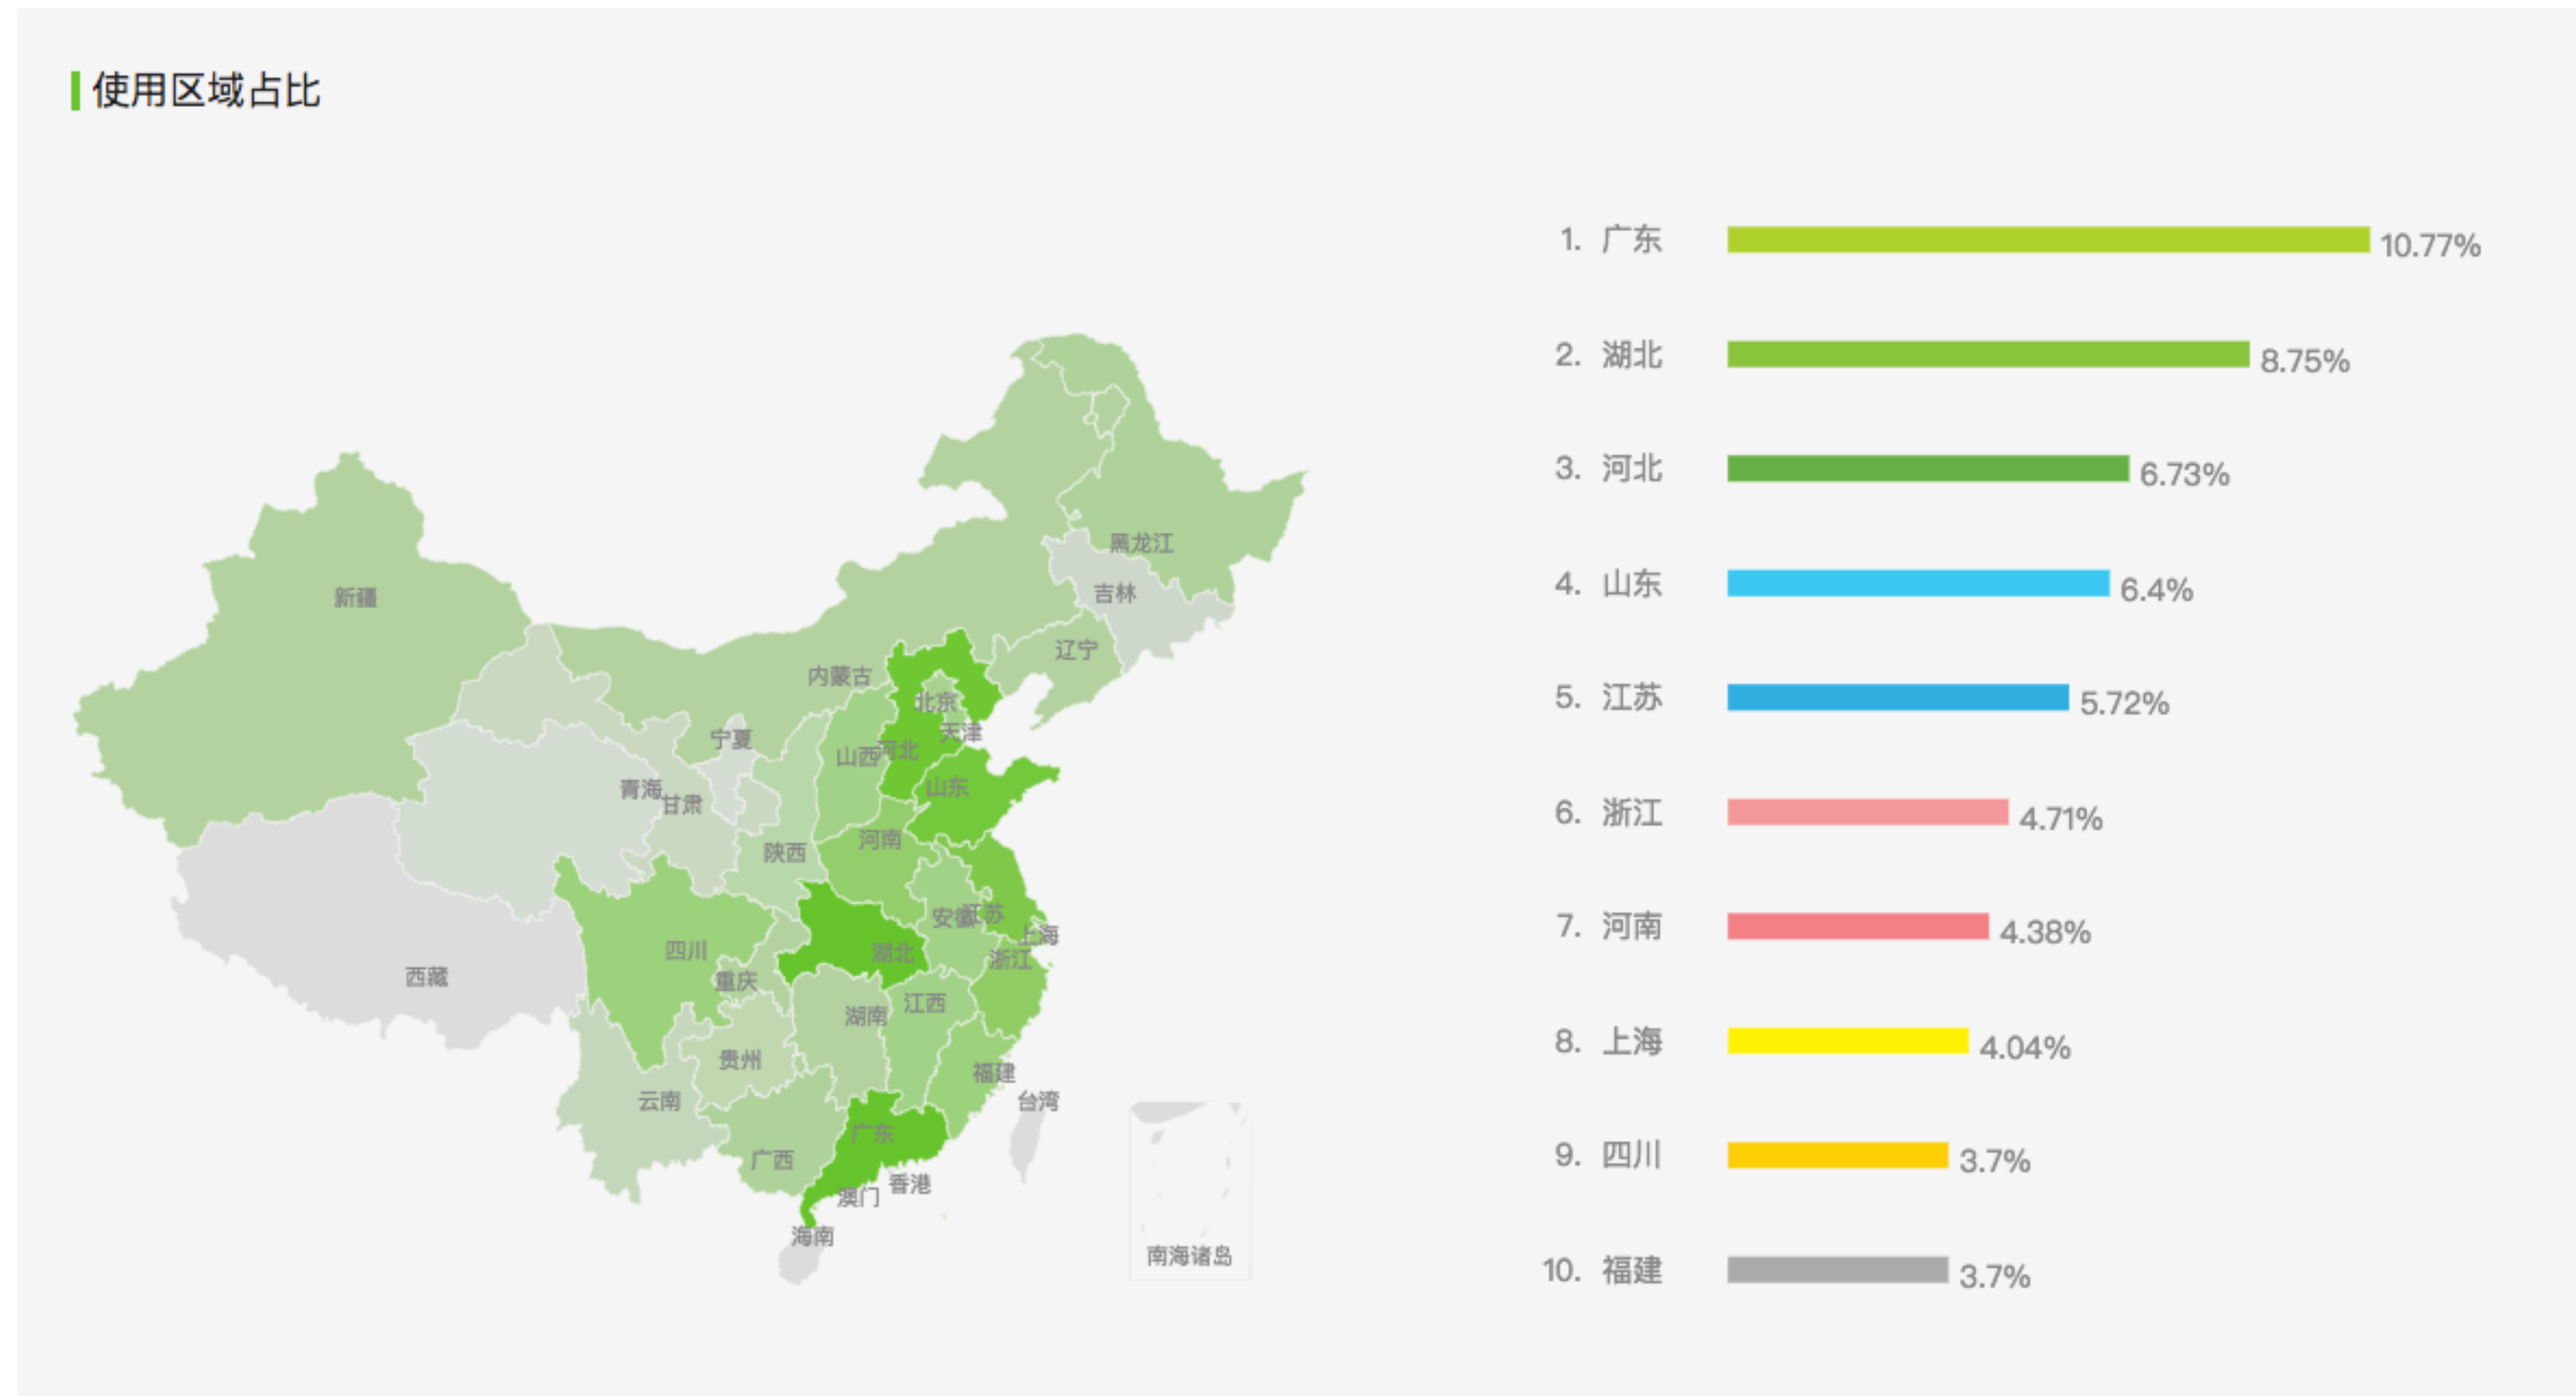 使用区域占比
1. 广东 10.77%
2. 湖北 8.75%
3. 河北 6.73%
4. 山东 6.4%
5. 江苏 5.72%
6. 浙江 4.71%
7. 河南 4.38%
8. 上海 4.04%
9. 四川 3.7%
10. 福建 3.7%
黑龙江
吉林
新疆
辽宁
内蒙古
北京
天津
宁夏
河北
山西
山东
青海
甘肃
河南
陕西
江苏
安徽
上海
四川
湖北
浙江
西藏
重庆
江西
湖南
贵州
福建
云南
台湾
广东
广西
香港
澳门
海南
南海诸岛